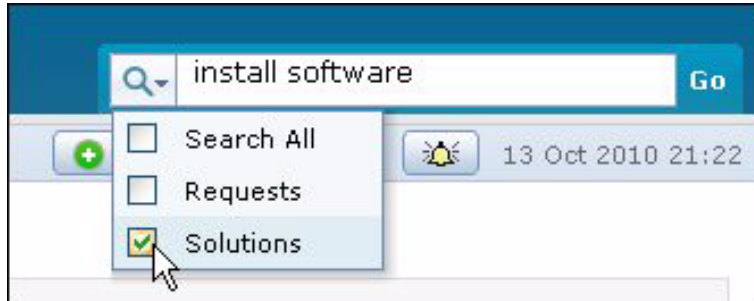 install software
Go
Search All
13 Oct 2010 21:22
Requests
Solutions